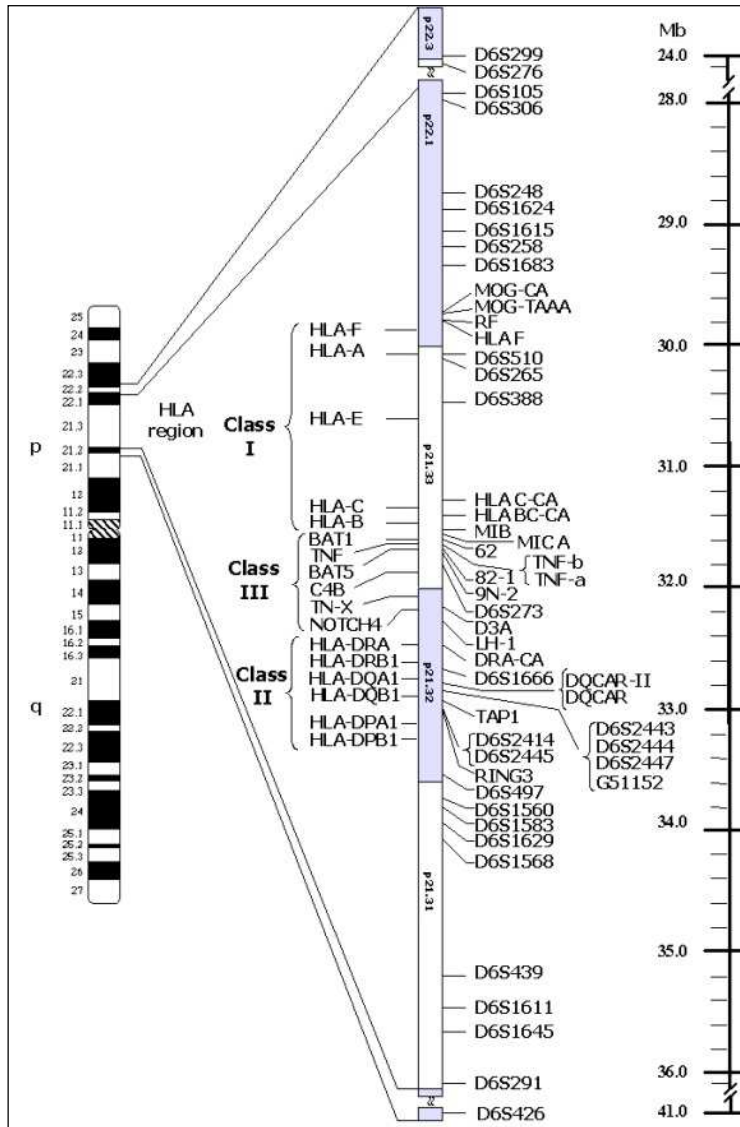 25
24
23
22.3
22.2
22.1
21.3
21.2
21.1
12
11.2
11.1
11
12
13
14
15
16.1
16.2
16.3
21
22.1
22.2
22.3
23.1
23.2
23.3
24
25.1
25.2
25.3
26
27
p
q
HLA
region
Class
I
HLA-F
HLA-A
HLA-E
HLA-C
HLA-B
Class
III
BAT1
TNF
BAT5
C4B
TN-X
NOTCH4
Class
II
HLA-DRA
HLA-DRB1
HLA-DQA1
HLA-DQB1
HLA-DPA1
HLA-DPB1
p22.3
p22.1
p21.33
p21.32
p21.31
D6S299
D6S276
D6S105
D6S306
D6S248
D6S1624
D6S1615
D6S258
D6S1683
MOG-CA
MOG-TAAA
RF
HLAF
D6S510
D6S265
D6S388
HLAC-CA
HLABC-CA
MIB
MICA
62
TNF-b
TNF-a
82-1
9N-2
D6S273
D3A
LH-1
DRA-CA
D6S1666
DQCAR-II
DQCAR
TAP1
D6S2443
D6S2444
D6S2447
G51152
D6S2414
D6S2445
RING3
D6S497
D6S1560
D6S1583
D6S1629
D6S1568
D6S439
D6S1611
D6S1645
D6S291
D6S426
Mb
24.0
28.0
29.0
30.0
31.0
32.0
33.0
34.0
35.0
36.0
41.0